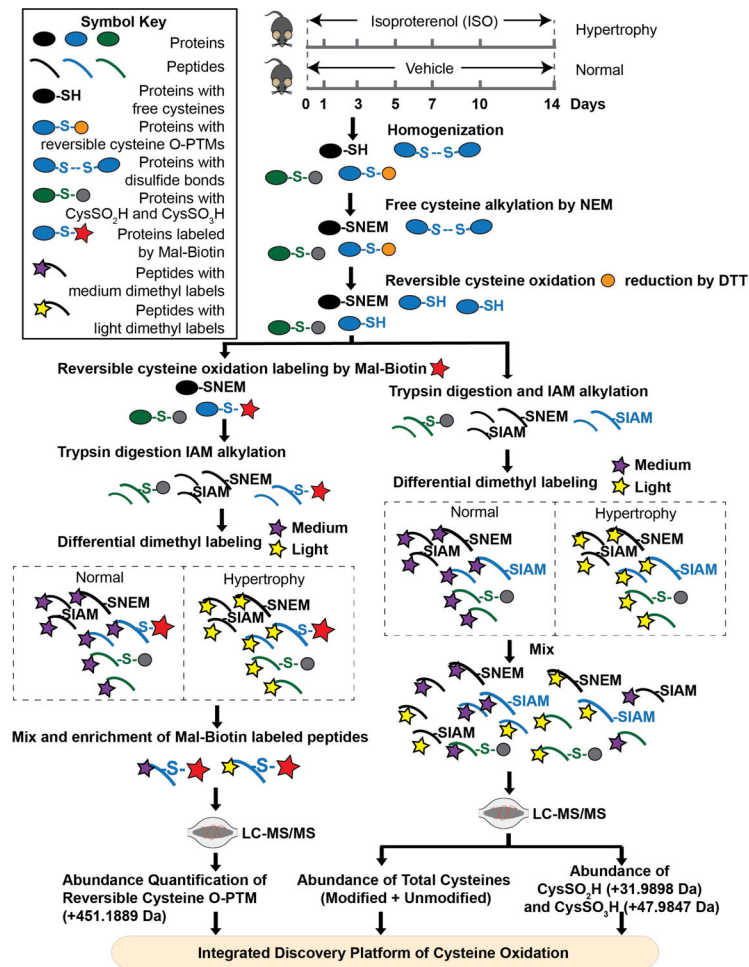 Symbol Key
Proteins
Peptides
-SH Proteins with
free cysteines
-S- Proteins with
reversible cysteine O-PTMs
-S--S- Proteins with
disulfide bonds
-S- Proteins with
CysSO2H and CysSO3H
-S- Proteins labeled
by Mal-Biotin
Peptides with
medium dimethyl labels
Peptides with
light dimethyl labels
Isoproterenol (ISO)
Hypertrophy
Vehicle
Normal
0 1 3 5 7 10 14 Days
Homogenization
-SH
-S--S-
-S-
-S-
Free cysteine alkylation by NEM
-SNEM
-S--S-
-S-
-S-
Reversible cysteine oxidation reduction by DTT
-SNEM
-SH
-SH
-S-
-SH
Reversible cysteine oxidation labeling by Mal-Biotin
-SNEM
-S-
-S-
Trypsin digestion IAM alkylation
-S-
-SNEM
-SIAM
-S-
Differential dimethyl labeling
Medium
Light
Normal
Hypertrophy
-SNEM
-SIAM
-S-
-S-
-SNEM
-SIAM
-S-
-S-
Mix and enrichment of Mal-Biotin labeled peptides
-S-
-S-
LC-MS/MS
Abundance Quantification of
Reversible Cysteine O-PTM
(+451.1889 Da)
Trypsin digestion and IAM alkylation
-S-
-SNEM
-SIAM
-SIAM
Differential dimethyl labeling
Medium
Light
Normal
Hypertrophy
-SNEM
-SIAM
-SIAM
-S-
-SNEM
-SIAM
-SIAM
-S-
Mix
-SNEM
-SNEM
-SIAM
-SIAM
-SIAM
-SIAM
-S-
-S-
LC-MS/MS
Abundance of Total Cysteines
(Modified + Unmodified)
Abundance of
CysSO2H (+31.9898 Da)
and CysSO3H (+47.9847 Da)
Integrated Discovery Platform of Cysteine Oxidation